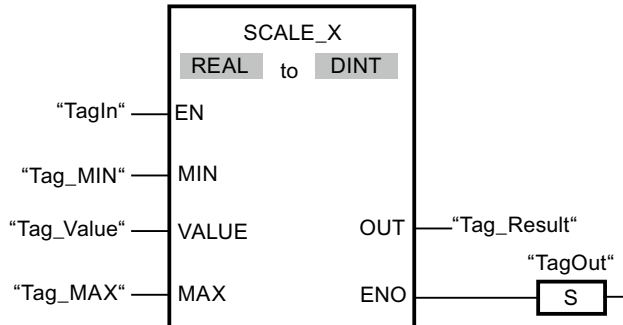 SCALE_X
REAL to DINT
“TagIn“ EN
“Tag_MIN“ MIN
“Tag_Value“ VALUE OUT “Tag_Result“
“TagOut“
“Tag_MAX“ MAX ENO S